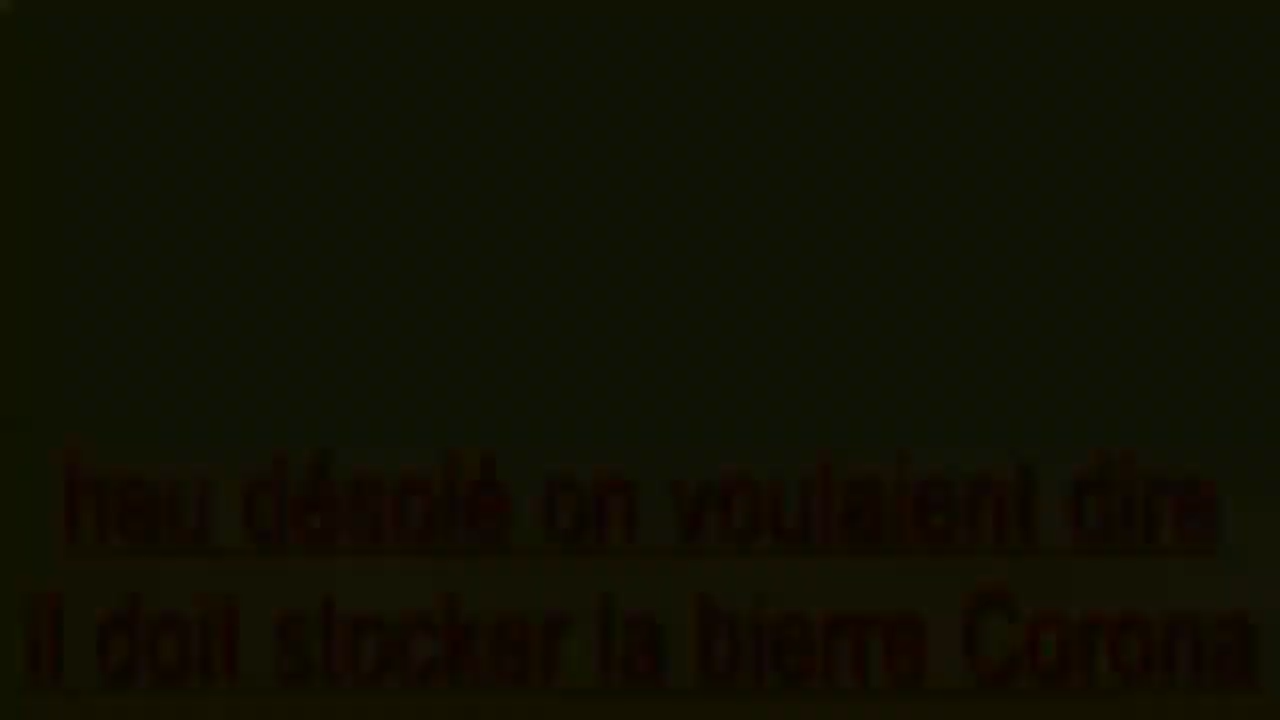 heu désolé on voulaient dire
il doit stocker la bierre Corona